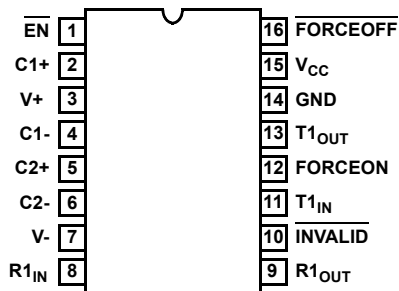 EN 1 16 FORCEOFF
C1+ 2 15 VCC
V+ 3 14 GND
C1- 4 13 T1OUT
C2+ 5 12 FORCEON
C2- 6 11 T1IN
V- 7 10 INVALID
R1IN 8 9 R1OUT